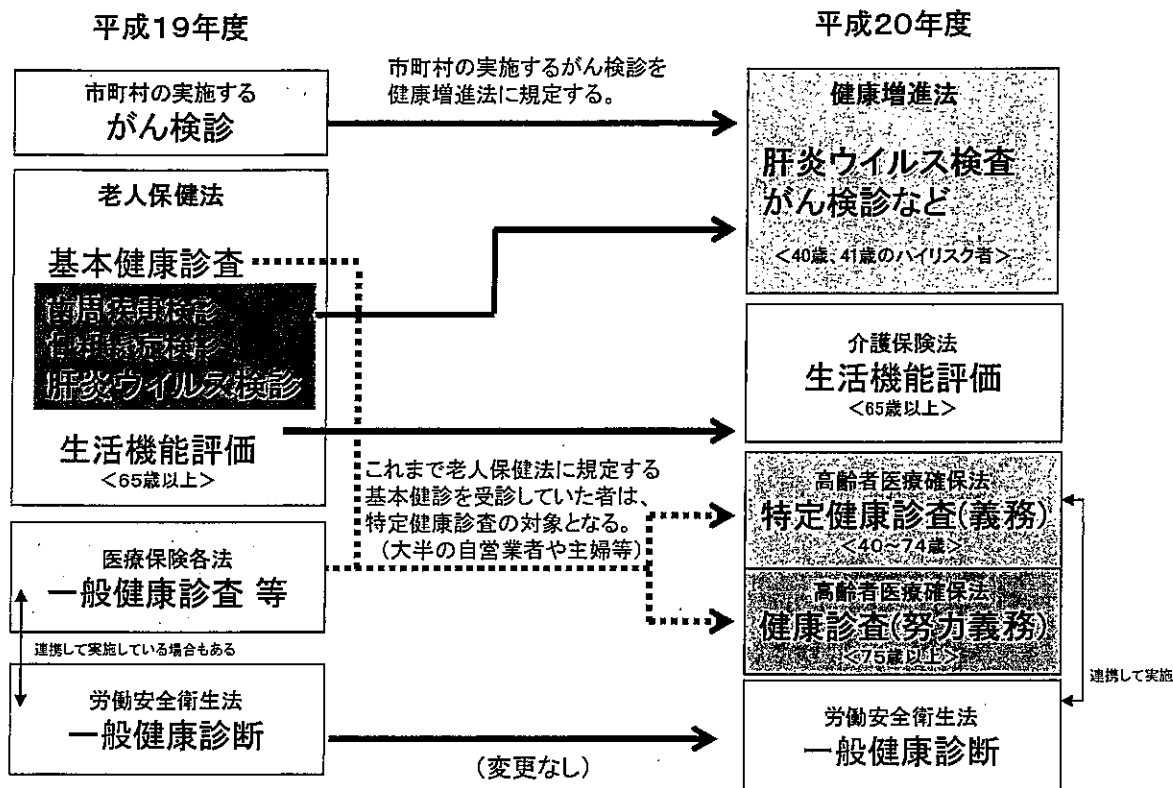 平成19年度
市町村の実施する
がん検診
老人保健法
基本健康診査
歯周疾患検診
骨粗鬆症検診
肝炎ウイルス検診
生活機能評価
<65歳以上>
医療保険各法
一般健康診査 等
連携して実施している場合もある
労働安全衛生法
一般健康診断
市町村の実施するがん検診を
健康増進法に規定する。
これまで老人保健法に規定する
基本健診を受診していた者は、
特定健康診査の対象となる。
(大半の自営業者や主婦等)
(変更なし)
平成20年度
健康増進法
肝炎ウイルス検査
がん検診など
<40歳、41歳のハイリスク者>
介護保険法
生活機能評価
<65歳以上>
高齢者医療確保法
特定健康診査(義務)
<40~74歳>
高齢者医療確保法
健康診査(努力義務)
<75歳以上>
連携して実施
労働安全衛生法
一般健康診断